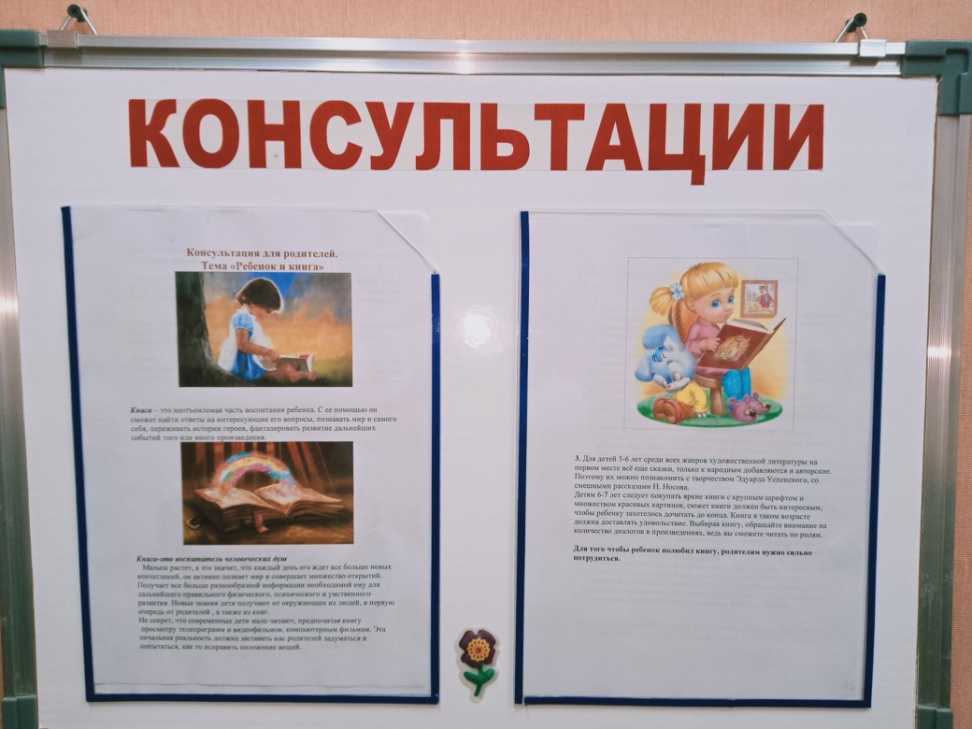 КОНСУЛЬТАЦИИ
Консультация для родителей.
Тема «Ребенок и книга»
Книга – это неотъемлемая часть воспитания ребенка. С ее помощью он
сможет найти ответы на интересующие его вопросы, познавать мир и самого
себя, переживать истории героев, фантазировать развитие дальнейших
событий того или иного произведения.
Книга-это воспитатель человеческих душ
Малыш растет, а это значит, что каждый день его ждет все больше новых
впечатлений, он активно познает мир и совершает множество открытий.
Получает все больше разнообразной информации необходимой ему для
дальнейшего правильного физического, психического и умственного
развития. Новые знания дети получают от окружающих их людей, в первую
очередь от родителей , а также из книг.
Не секрет, что современные дети мало читают, предпочитая книгу
просмотру телепрограмм и видеофильмов, компьютерным фильмам. Эта
печальная реальность должна заставить нас родителей задуматься и
попытаться, как то исправить положение вещей.
3. Для детей 5-6 лет среди всех жанров художественной литературы на
первом месте всё еще сказки, только к народным добавляются и авторские.
Поэтому их можно познакомить с творчеством Эдуарда Успенского, со
смешными рассказами Н. Носова.
Детям 6-7 лет следует покупать яркие книги с крупным шрифтом и
множеством красивых картинок, сюжет книги должен быть интересным,
чтобы ребенку захотелось дочитать до конца. Книга в таком возрасте
должна доставлять удовольствие. Выбирая книгу, обращайте внимание на
количество диалогов в произведениях, ведь вы сможете читать по ролям.
Для того чтобы ребенок полюбил книгу, родителям нужно сильно
потрудиться.